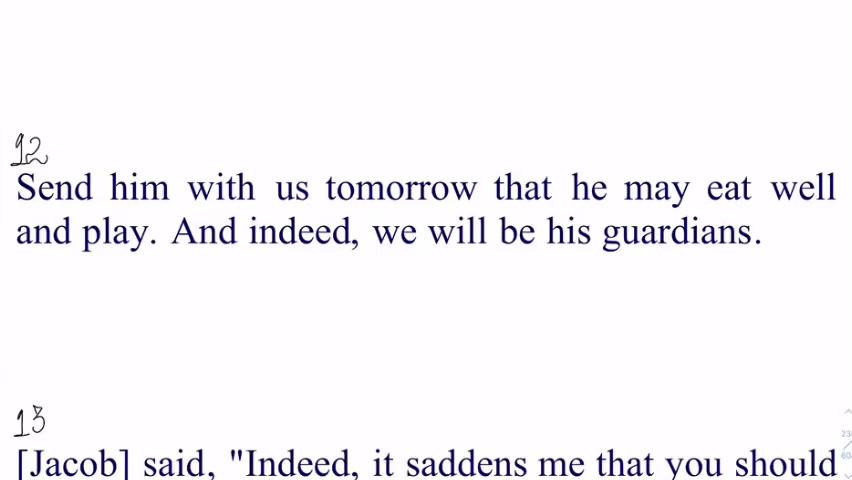 12
Send him with us tomorrow that he may eat well
and play. And indeed, we will be his guardians.
13
[Jacob] said, "Indeed, it saddens me that you should